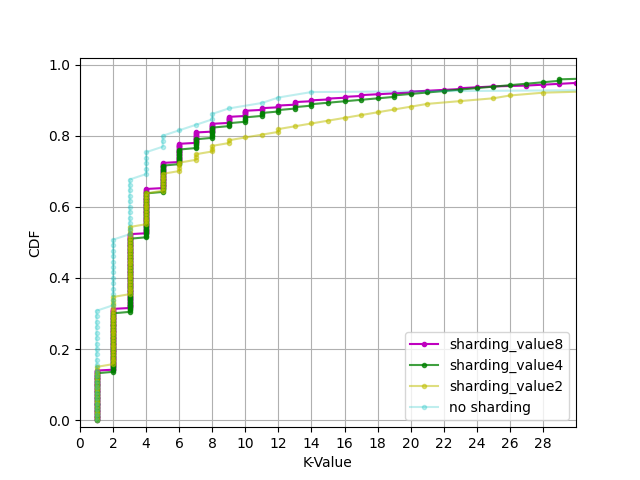 1.0
0.8
0.6
0.4
0.2
0.0
CDF
sharding_value8
sharding_value4
sharding_value2
no sharding
0 2 4 6 8 10 12 14 16 18 20 22 24 26 28
K-Value